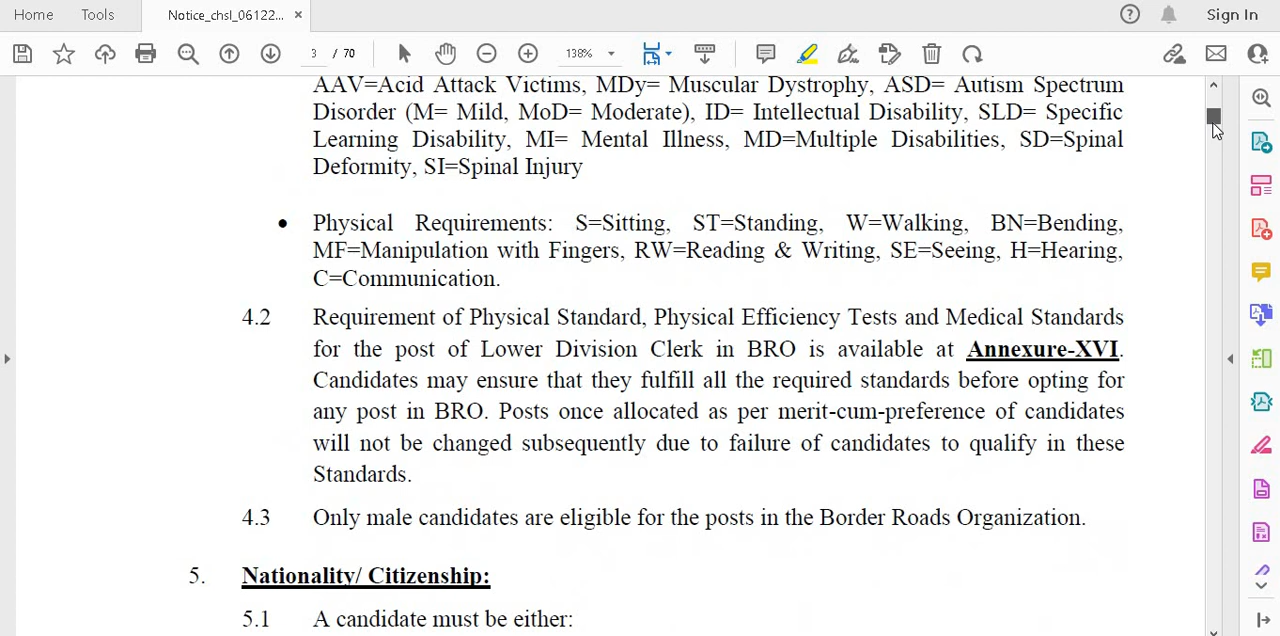 Home Tools Notice_chsl_06122... × Sign In
3 / 70 138%
AAV=Acid Attack Victims, MDy= Muscular Dystrophy, ASD= Autism Spectrum
Disorder (M= Mild, MoD= Moderate), ID= Intellectual Disability, SLD= Specific
Learning Disability, MI= Mental Illness, MD=Multiple Disabilities, SD=Spinal
Deformity, SI=Spinal Injury
• Physical Requirements: S=Sitting, ST=Standing, W=Walking, BN=Bending,
MF=Manipulation with Fingers, RW=Reading & Writing, SE=Seeing, H=Hearing,
C=Communication.
4.2 Requirement of Physical Standard, Physical Efficiency Tests and Medical Standards
for the post of Lower Division Clerk in BRO is available at Annexure-XVI.
Candidates may ensure that they fulfill all the required standards before opting for
any post in BRO. Posts once allocated as per merit-cum-preference of candidates
will not be changed subsequently due to failure of candidates to qualify in these
Standards.
4.3 Only male candidates are eligible for the posts in the Border Roads Organization.
5. Nationality/ Citizenship:
5.1 A candidate must be either: